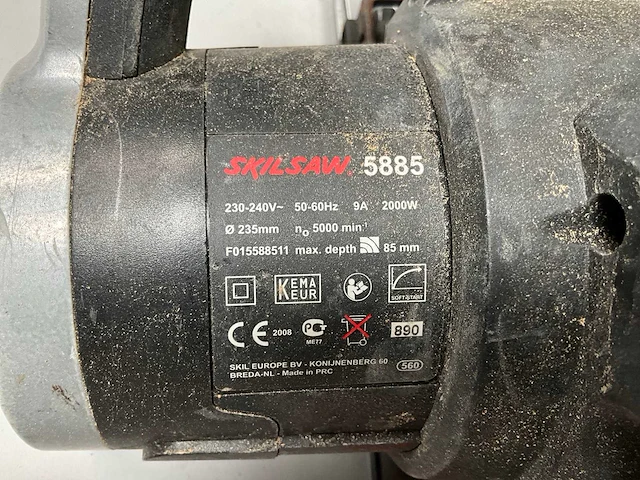 SKILSAW. 5885
230-240V~ 50-60Hz 9A 2000W
Ø 235mm n₀ 5000 min⁻¹
F015588511 max. depth 85 mm
KEMA
KEUR
SOFT-START
CE 2008 ME77 890
SKIL EUROPE BV - KONIJNENBERG 60
BREDA-NL - Made in PRC 560